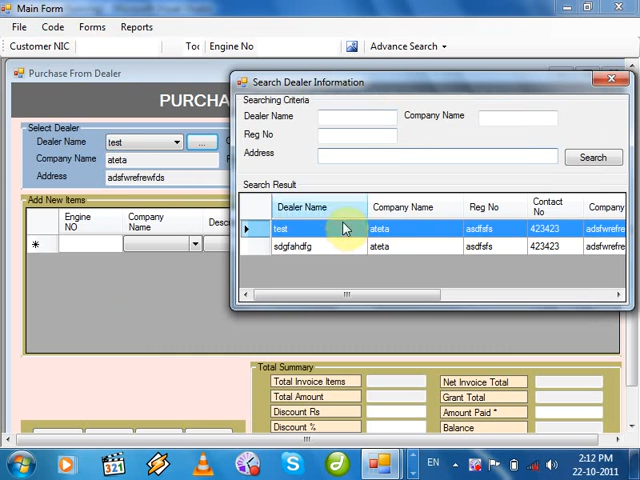 Main Form
File Code Forms Reports
Customer NIC Engine No Advance Search
Purchase From Dealer
PURCHA
Select Dealer
Dealer Name test ...
Company Name ateta
Address adsfwrefrewfds
Add New Items
Engine NO Company Name Desc
Search Dealer Information
Searching Criteria
Dealer Name Company Name
Reg No
Address Search
Search Result
Dealer Name Company Name Reg No Contact No Company
test ateta asdfsfs 423423 adsfwrefre
sdgfahdfg ateta asdfsfs 423423 adsfwrefre
Total Summary
Total Invoice Items Net Invoice Total
Total Amount Grant Total
Discount Rs Amount Paid *
Discount % Balance
321
EN 2:12 PM
22-10-2011